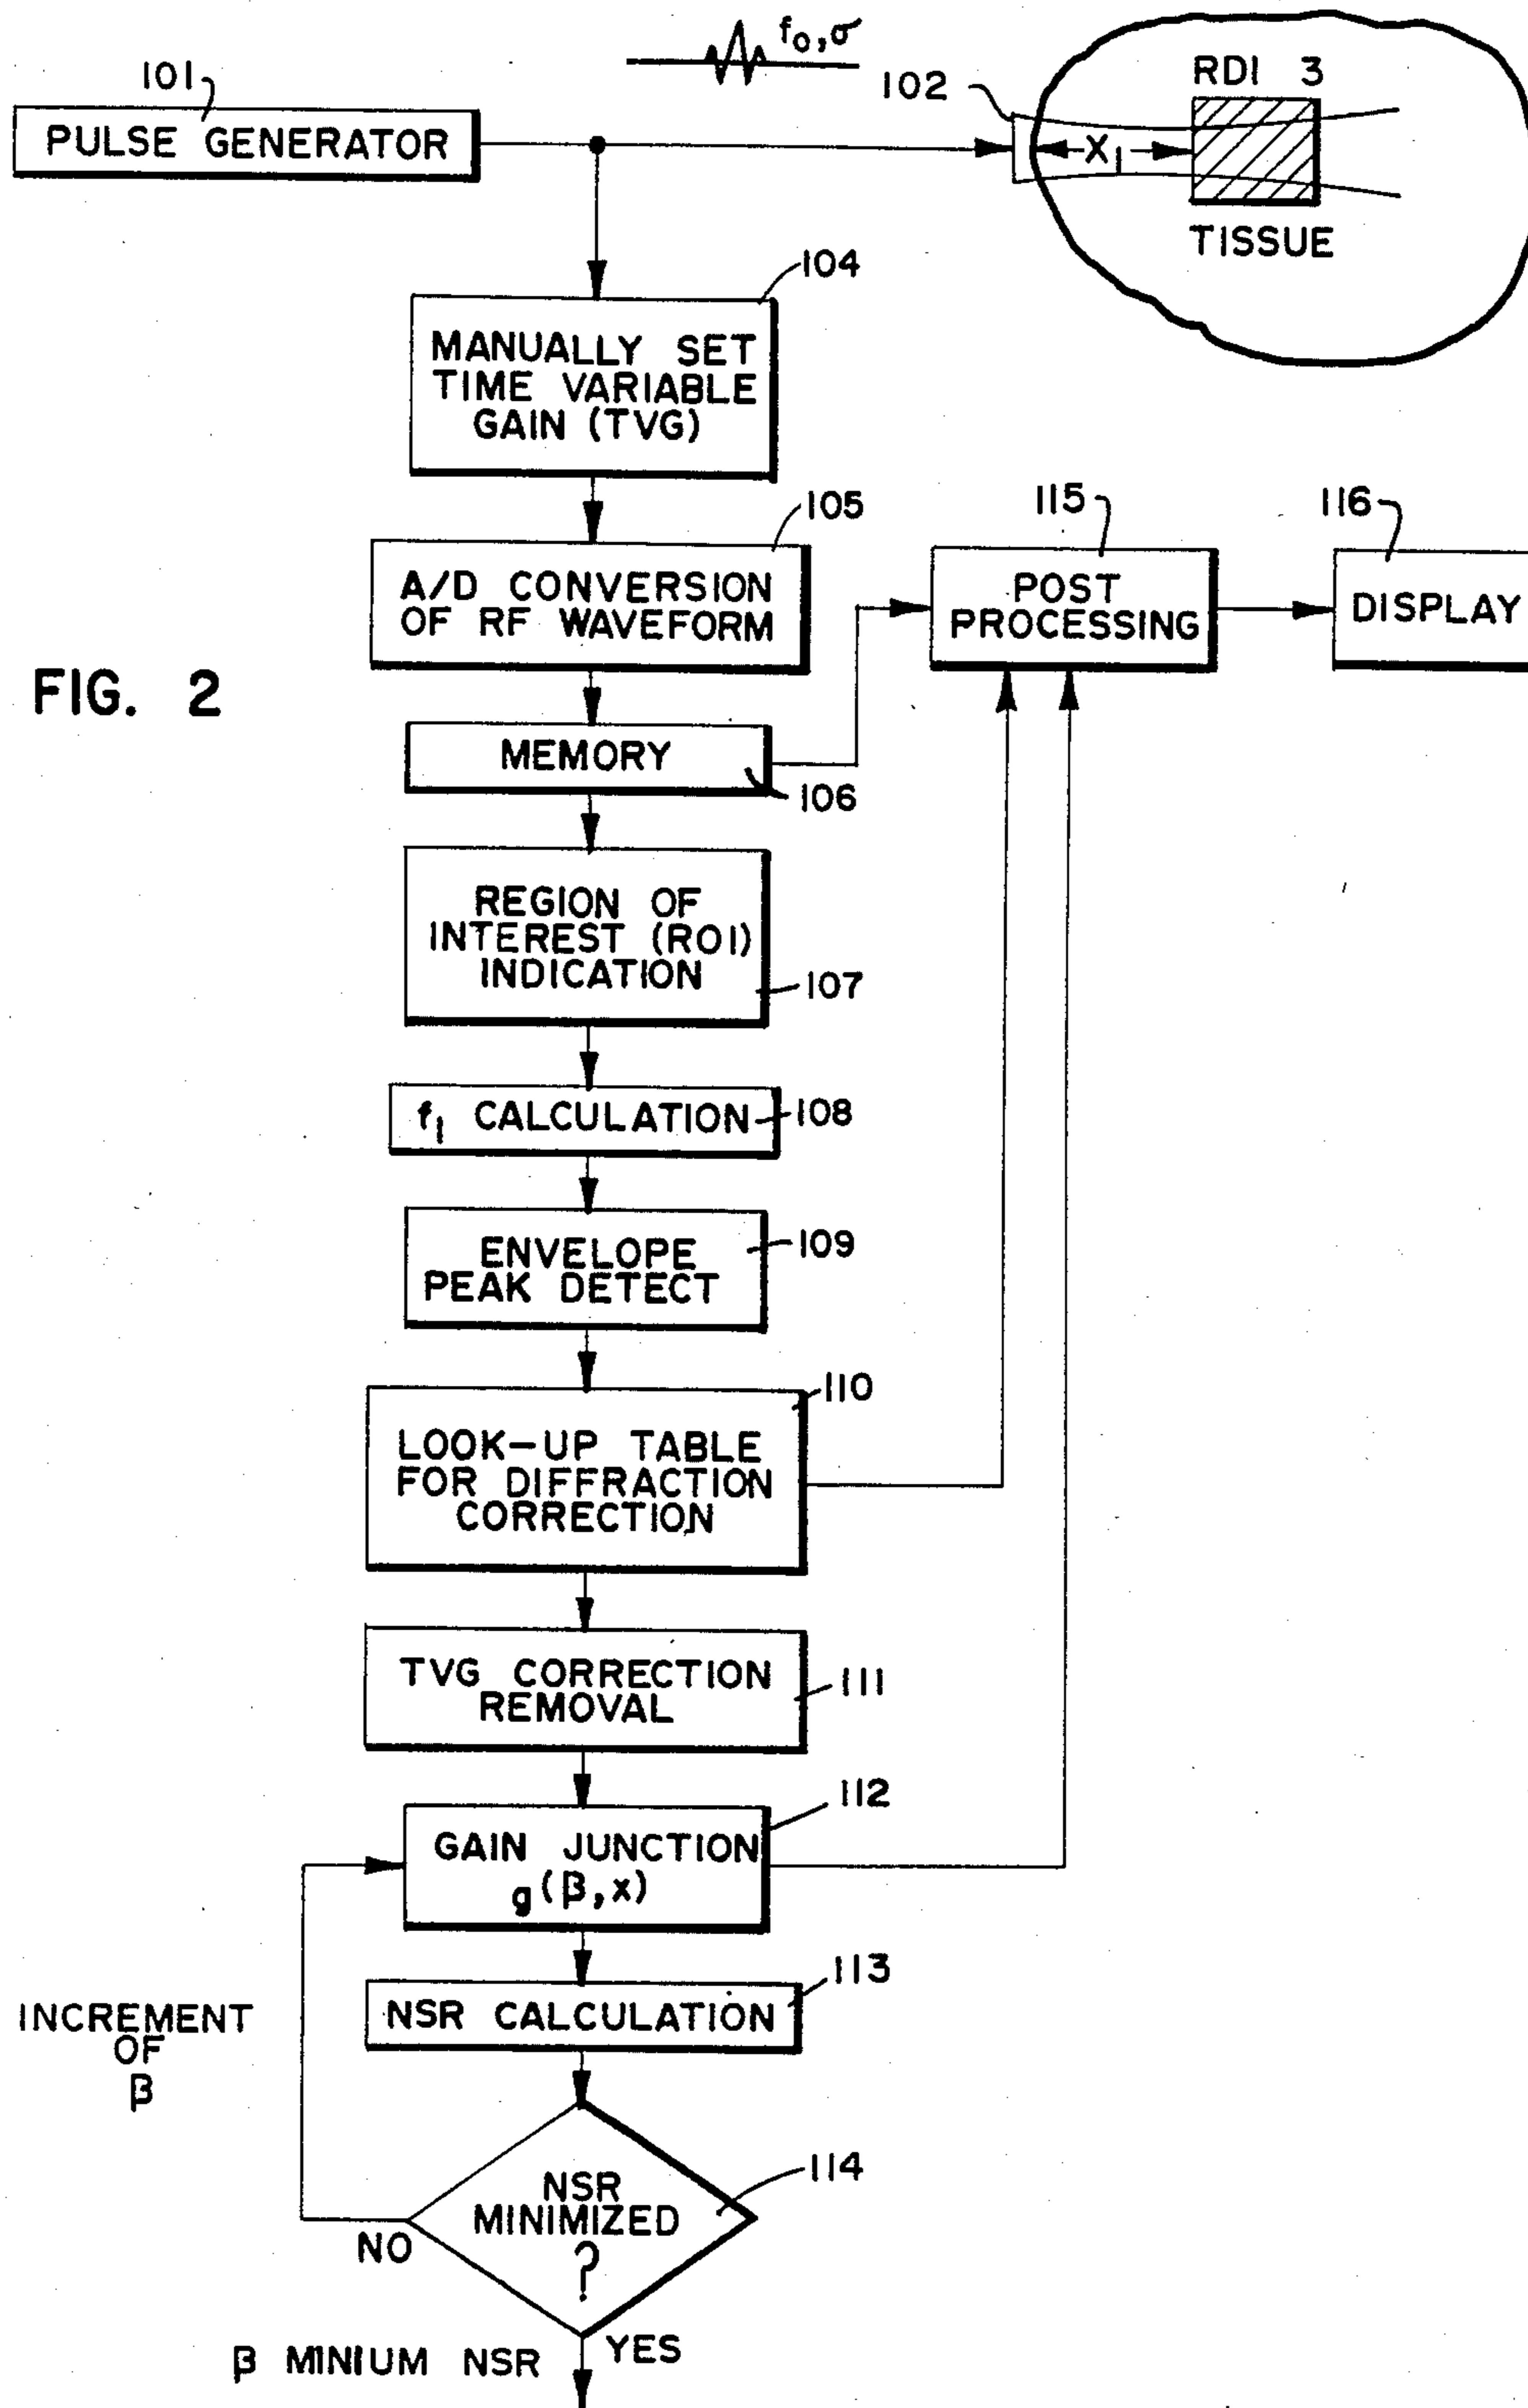 f₀,σ
101
PULSE GENERATOR
102
RDI 3
X₁
TISSUE
104
MANUALLY SET
TIME VARIABLE
GAIN (TVG)
105
A/D CONVERSION
OF RF WAVEFORM
115
POST
PROCESSING
116
DISPLAY
FIG. 2
MEMORY
106
REGION OF
INTEREST (ROI)
INDICATION
107
f₁ CALCULATION
108
ENVELOPE
PEAK DETECT
109
110
LOOK-UP TABLE
FOR DIFFRACTION
CORRECTION
TVG CORRECTION
REMOVAL
111
112
GAIN JUNCTION
g(β,x)
113
NSR CALCULATION
INCREMENT
OF
β
114
NSR
MINIMIZED
?
NO
YES
β MINIUM NSR